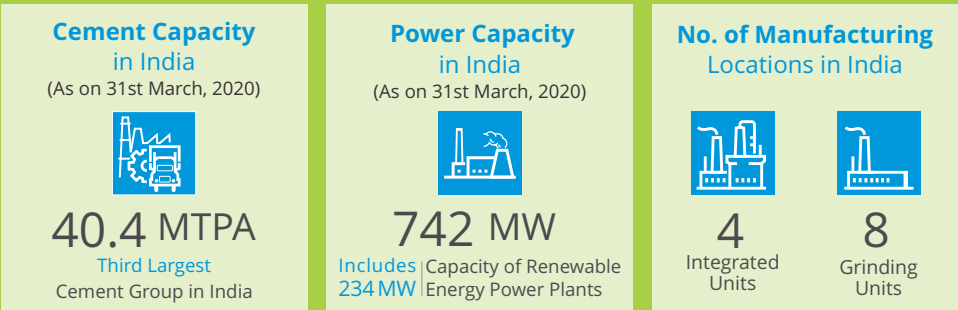 Cement Capacity
in India
(As on 31st March, 2020)
40.4 MTPA
Third Largest
Cement Group in India
Power Capacity
in India
(As on 31st March, 2020)
742 MW
Includes Capacity of Renewable
234 MW Energy Power Plants
No. of Manufacturing
Locations in India
4
Integrated
Units
8
Grinding
Units